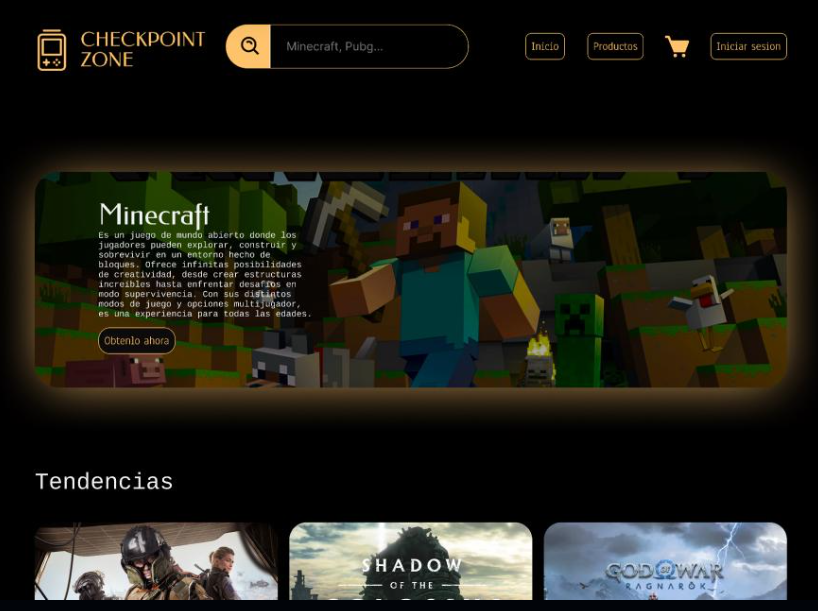 CHECKPOINT
ZONE
Minecraft, Pubg...
Inicio
Productos
Iniciar sesion
Minecraft
Es un juego de mundo abierto donde los
jugadores pueden explorar, construir y
sobrevivir en un entorno hecho de
bloques. Ofrece infinitas posibilidades
de creatividad, desde crear estructuras
increíbles hasta enfrentar desafíos en
modo supervivencia. Con sus distintos
modos de juego y opciones multijugador,
es una experiencia para todas las edades.
Obtenlo ahora
Tendencias
SHADOW
OF THE
GOD OF WAR
RAGNARÖK